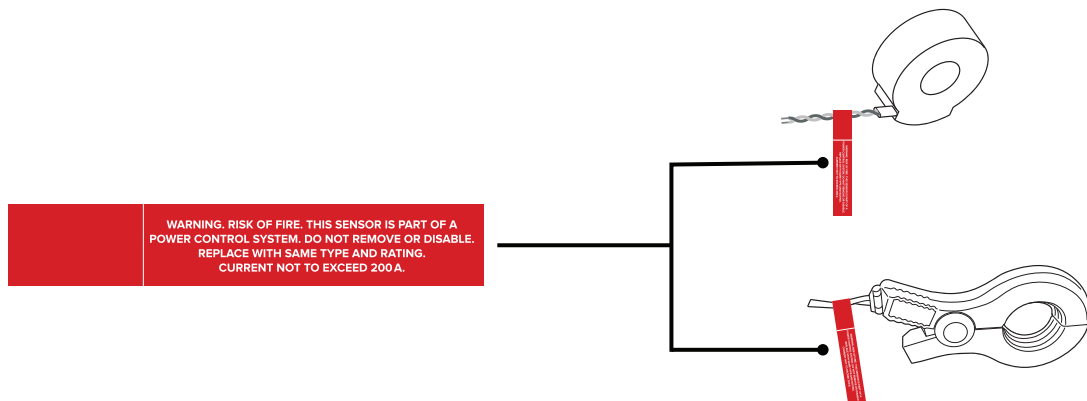 WARNING. RISK OF FIRE. THIS SENSOR IS PART OF A
POWER CONTROL SYSTEM. DO NOT REMOVE OR DISABLE.
REPLACE WITH SAME TYPE AND RATING.
CURRENT NOT TO EXCEED 200 A.